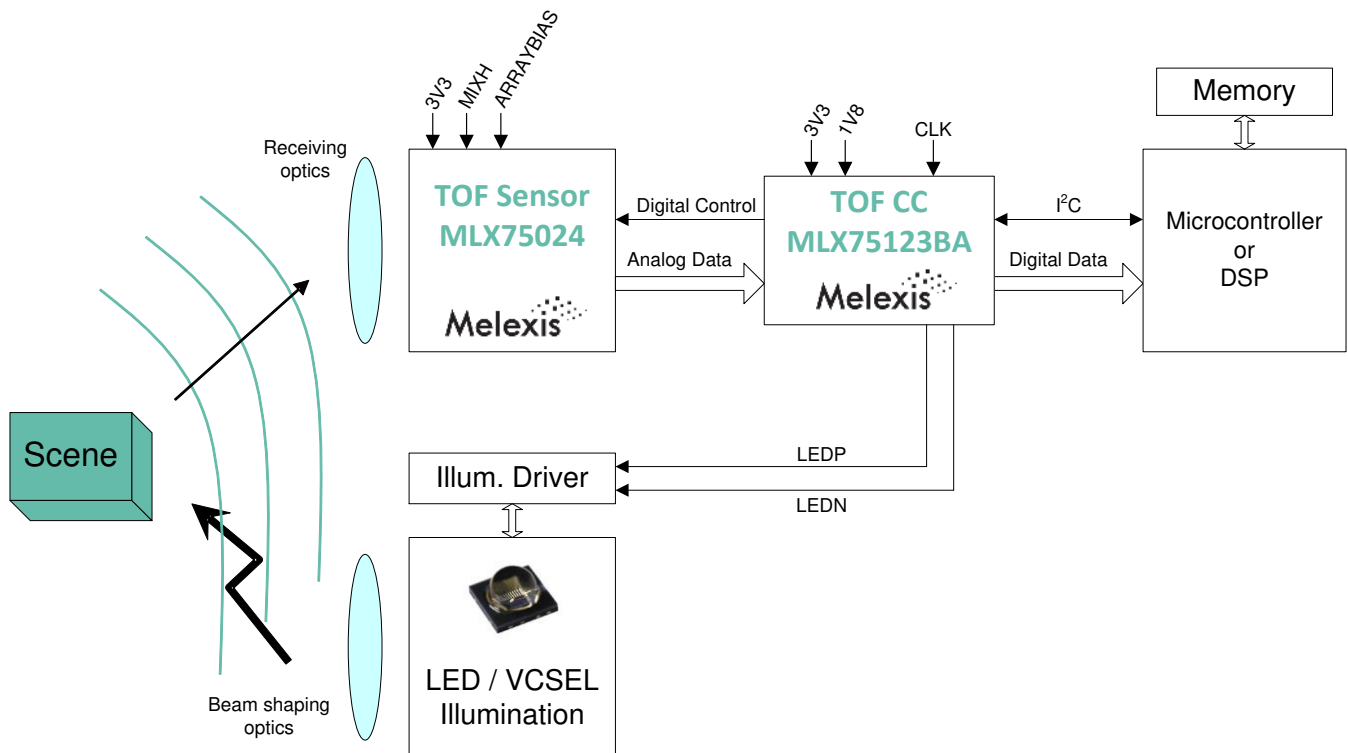 3V3
MIXH
ARRAYBIAS
Receiving
optics
TOF Sensor
MLX75024
Melexis
Digital Control
Analog Data
3V3
1V8
CLK
TOF CC
MLX75123BA
Melexis
I²C
Digital Data
Memory
Microcontroller
or
DSP
Scene
LEDP
LEDN
Illum. Driver
LED / VCSEL
Illumination
Beam shaping
optics